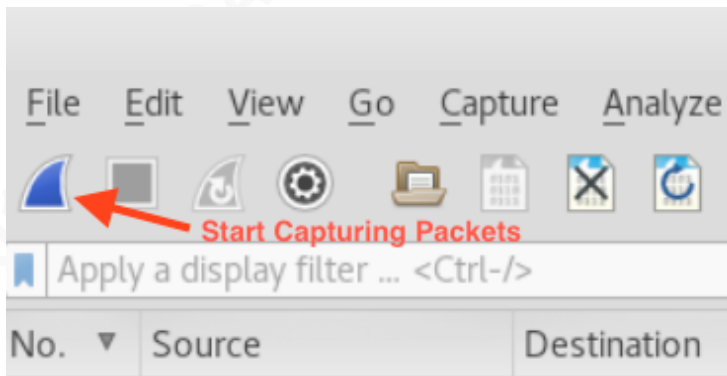 File Edit View Go Capture Analyze
Start Capturing Packets
Apply a display filter ... <Ctrl-/>
No. Source Destination